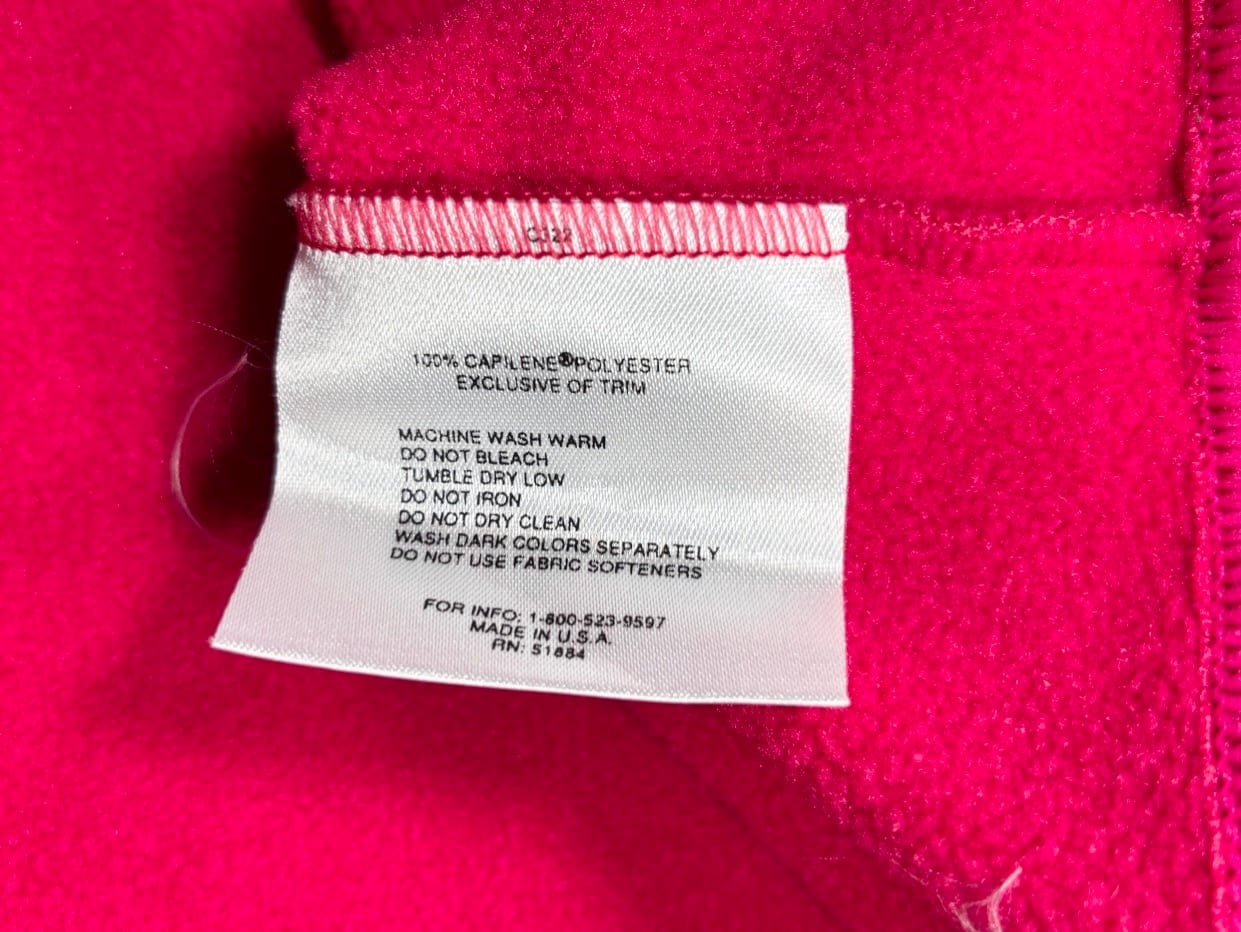 100% CAPILENE® POLYESTER
EXCLUSIVE OF TRIM
MACHINE WASH WARM
DO NOT BLEACH
TUMBLE DRY LOW
DO NOT IRON
DO NOT DRY CLEAN
WASH DARK COLORS SEPARATELY
DO NOT USE FABRIC SOFTENERS
FOR INFO: 1-800-523-9597
MADE IN U.S.A.
RN: 51884